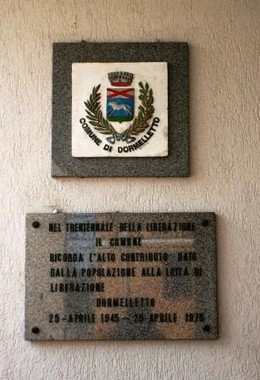 COMUNE DI DORMELLETTO
NEL TRENTENNALE DELLA LIBERAZIONE
IL COMUNE
RICORDA L'ALTO CONTRIBUTO DATO
DALLA POPOLAZIONE ALLA LOTTA DI
LIBERAZIONE
DORMELLETTO
25-APRILE 1945-25 APRILE 1975